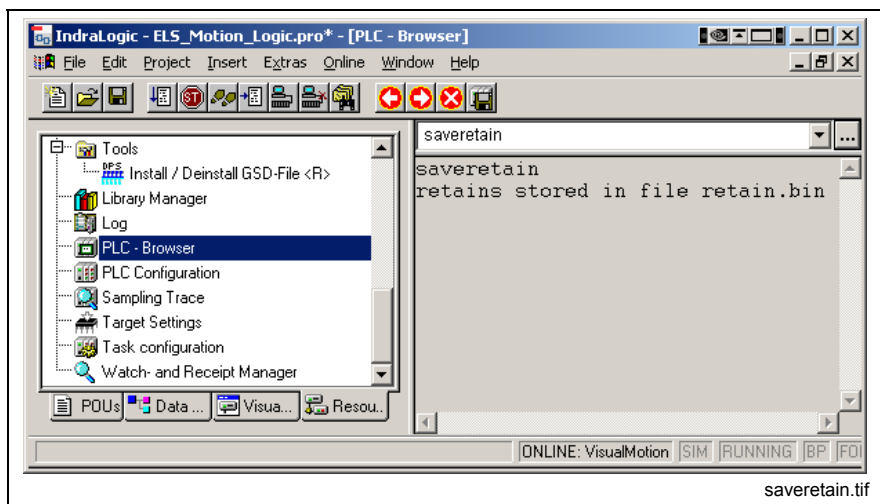 IndraLogic - ELS_Motion_Logic.pro* - [PLC - Browser]
File Edit Project Insert Extras Online Window Help
saveretain
...
Tools
DPS
Install / Deinstall GSD-File <R>
Library Manager
Log
PLC - Browser
PLC Configuration
Sampling Trace
Target Settings
Task configuration
Watch- and Receipt Manager
POUs Data ... Visua... Resou..
saveretain
retains stored in file retain.bin
ONLINE: VisualMotion SIM RUNNING BP FO
saveretain.tif